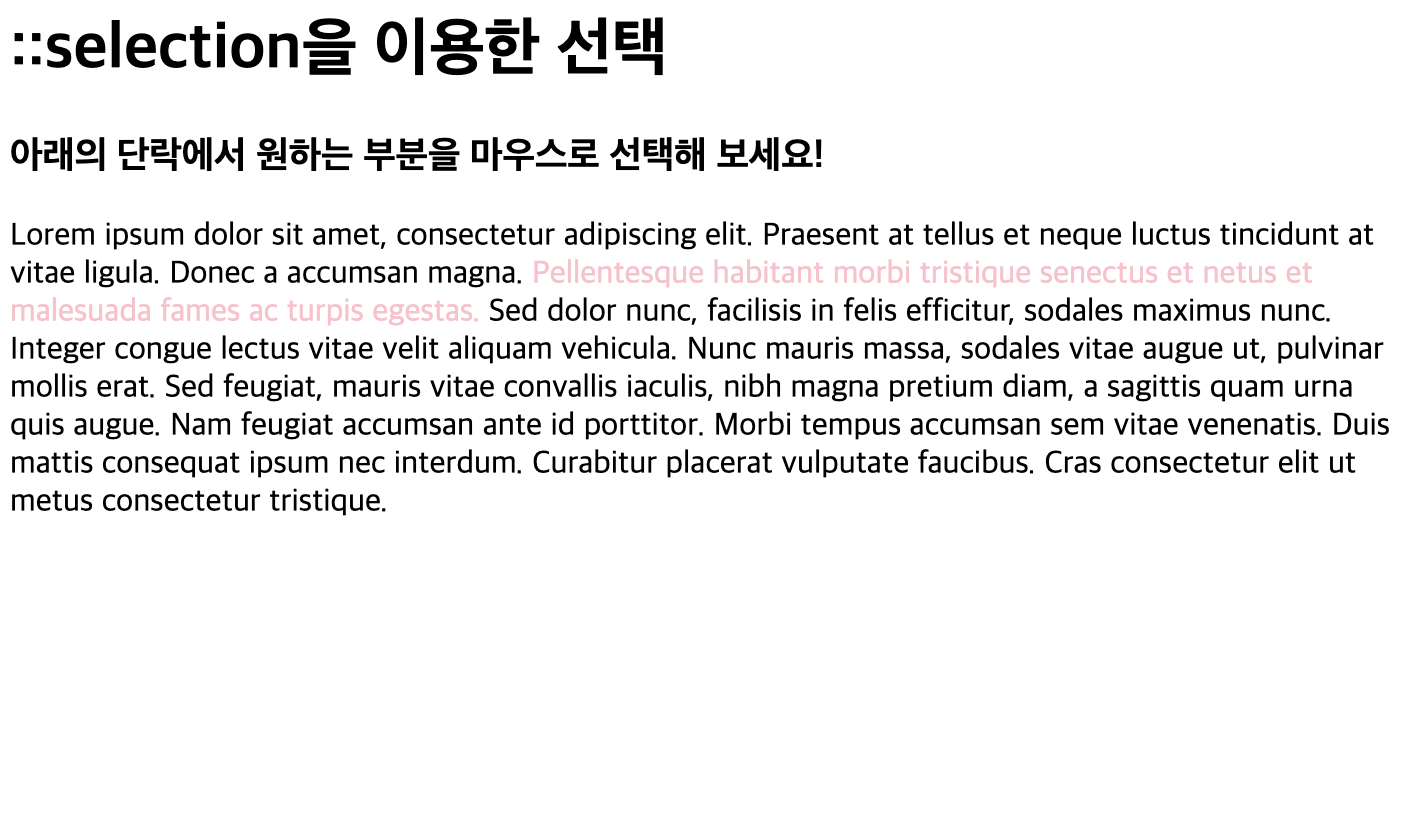 ::selection을 이용한 선택
아래의 단락에서 원하는 부분을 마우스로 선택해 보세요!
Lorem ipsum dolor sit amet, consectetur adipiscing elit. Praesent at tellus et neque luctus tincidunt at
vitae ligula. Donec a accumsan magna. Pellentesque habitant morbi tristique senectus et netus et
malesuada fames ac turpis egestas. Sed dolor nunc, facilisis in felis efficitur, sodales maximus nunc.
Integer congue lectus vitae velit aliquam vehicula. Nunc mauris massa, sodales vitae augue ut, pulvinar
mollis erat. Sed feugiat, mauris vitae convallis iaculis, nibh magna pretium diam, a sagittis quam urna
quis augue. Nam feugiat accumsan ante id porttitor. Morbi tempus accumsan sem vitae venenatis. Duis
mattis consequat ipsum nec interdum. Curabitur placerat vulputate faucibus. Cras consectetur elit ut
metus consectetur tristique.